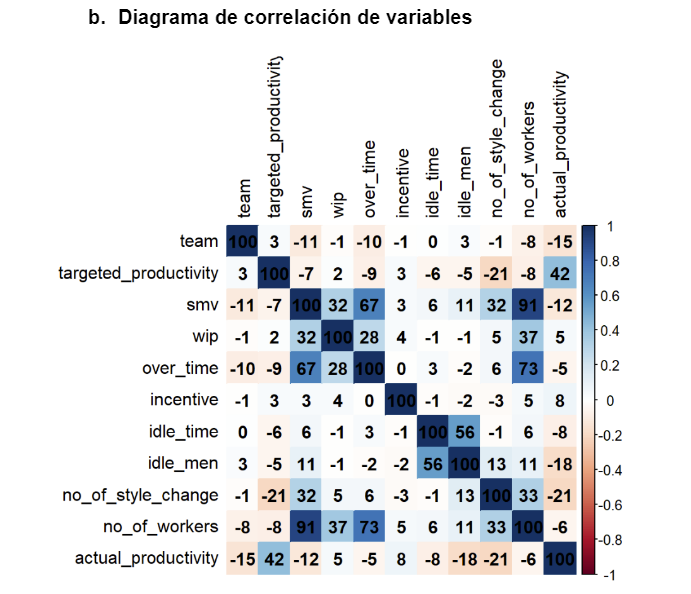 b. Diagrama de correlación de variables
team targeted_productivity smv wip over_time incentive idle_time idle_men no_of_style_change no_of_workers actual_productivity
team 100 3 -11 -1 -10 -1 0 3 -1 -8 -15
targeted_productivity 3 100 -7 2 -9 3 -6 -5 -21 -8 42
smv -11 -7 100 32 67 3 6 11 32 91 -12
wip -1 2 32 100 28 4 -1 -1 5 37 5
over_time -10 -9 67 28 100 0 3 -2 6 73 -5
incentive -1 3 3 4 0 100 -1 -2 -3 5 8
idle_time 0 -6 6 -1 3 -1 100 56 -1 6 -8
idle_men 3 -5 11 -1 -2 -2 56 100 13 11 -18
no_of_style_change -1 -21 32 5 6 -3 -1 13 100 33 -21
no_of_workers -8 -8 91 37 73 5 6 11 33 100 -6
actual_productivity -15 42 -12 5 -5 8 -8 -18 -21 -6 100
1
0.8
0.6
0.4
0.2
0
-0.2
-0.4
-0.6
-0.8
-1